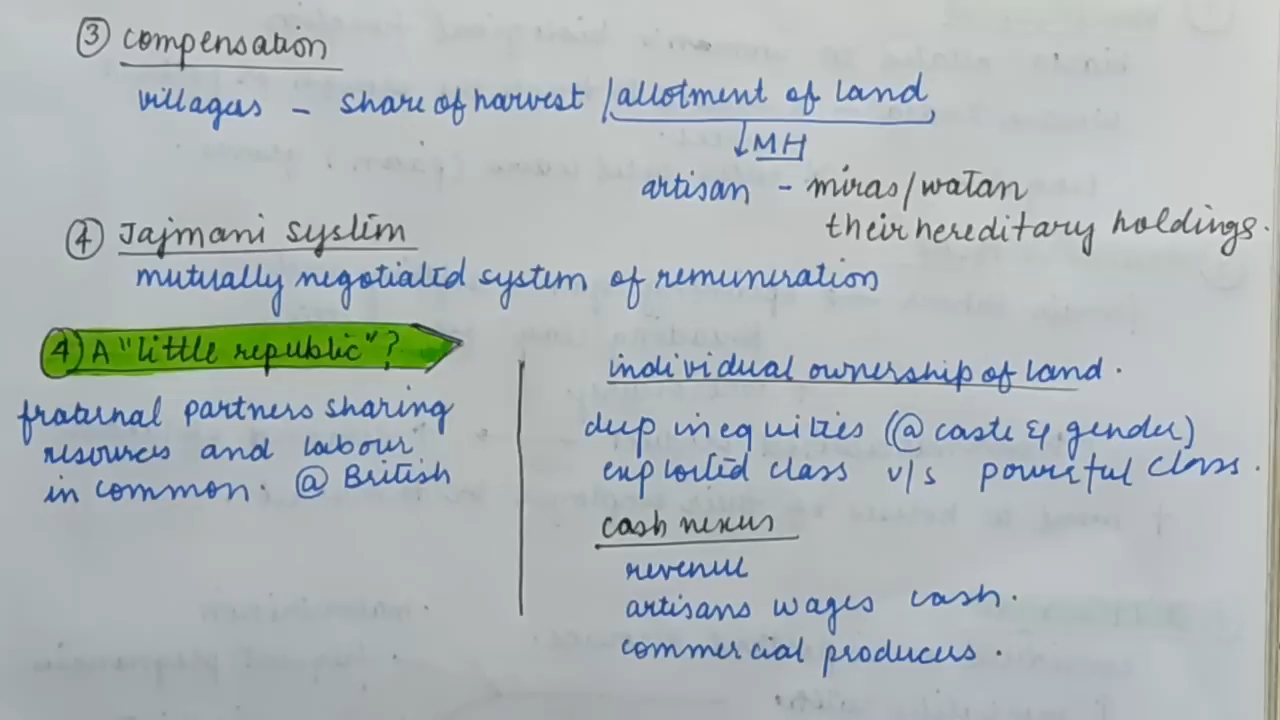 ③ compensation
villagers – share of harvest / allotment of land
↓ MH
artisan - miras/watan
their hereditary holdings.
④ Jajmani System
mutually negotiated system of remuneration
④) A "little republic"?
fraternal partners sharing
resources and labour
in common. @ British
individual ownership of land.
deep inequities (@ caste & gender)
exploited class v/s powerful class.
cash nexus
revenue
artisans wages cash.
commercial producers.